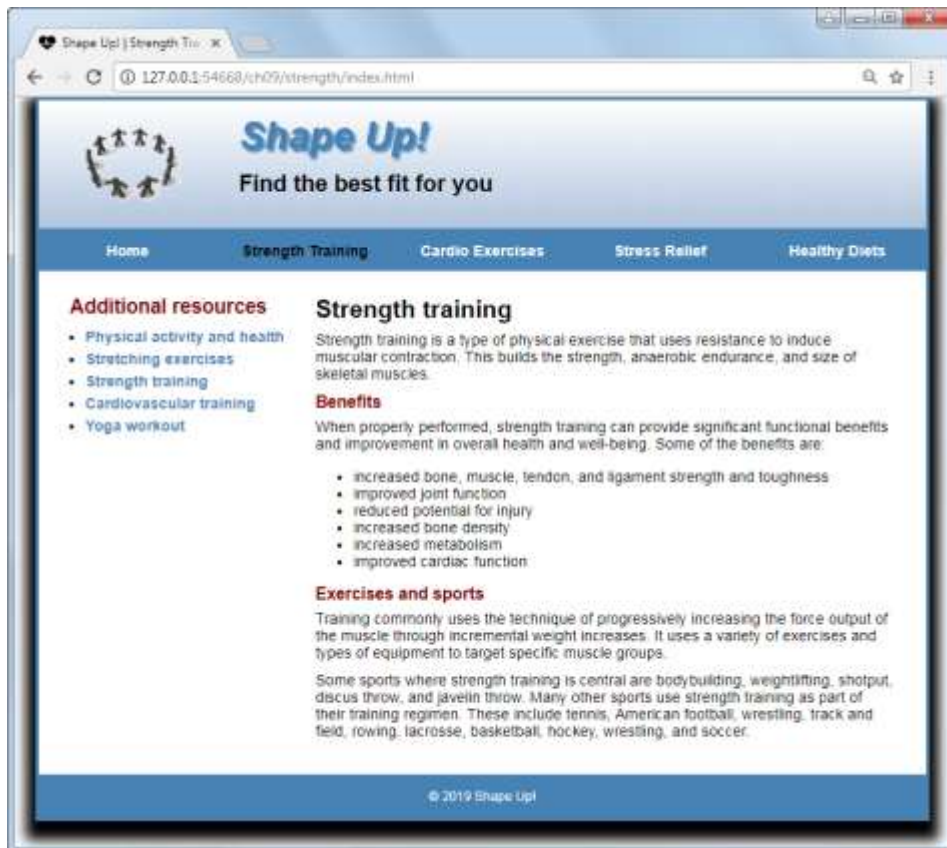 Shape Up! | Strength Tra
127.0.0.1:54668/ch09/strength/index.html
Shape Up!
Find the best fit for you
Home Strength Training Cardio Exercises Stress Relief Healthy Diets
Additional resources
• Physical activity and health
• Stretching exercises
• Strength training
• Cardiovascular training
• Yoga workout
Strength training
Strength training is a type of physical exercise that uses resistance to induce
muscular contraction. This builds the strength, anaerobic endurance, and size of
skeletal muscles.
Benefits
When properly performed, strength training can provide significant functional benefits
and improvement in overall health and well-being. Some of the benefits are:
• increased bone, muscle, tendon, and ligament strength and toughness
• improved joint function
• reduced potential for injury
• increased bone density
• increased metabolism
• improved cardiac function
Exercises and sports
Training commonly uses the technique of progressively increasing the force output of
the muscle through incremental weight increases. It uses a variety of exercises and
types of equipment to target specific muscle groups.
Some sports where strength training is central are bodybuilding, weightlifting, shotput,
discus throw, and javelin throw. Many other sports use strength training as part of
their training regimen. These include tennis, American football, wrestling, track and
field, rowing, lacrosse, basketball, hockey, wrestling, and soccer.
© 2019 Shape Up!